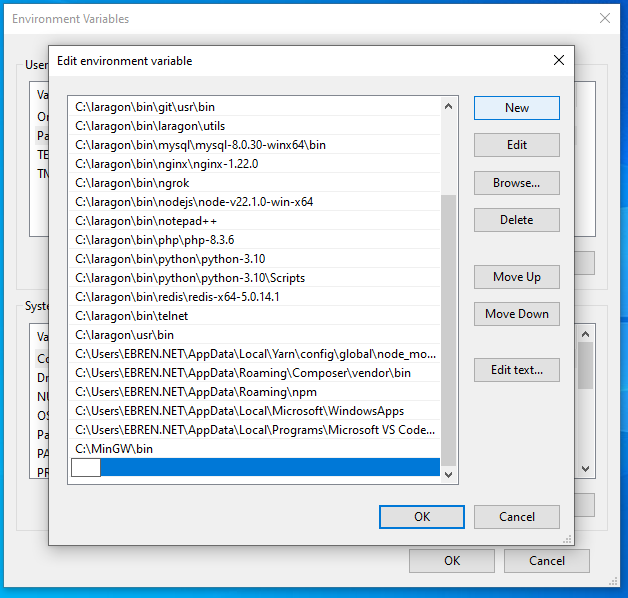 Environment Variables
Edit environment variable
User
Va
On
Pa
TE
TM
Syste
Va
Co
Dr
NU
OS
Pa
PA
PR
C:\laragon\bin\git\usr\bin
C:\laragon\bin\laragon\utils
C:\laragon\bin\mysql\mysql-8.0.30-winx64\bin
C:\laragon\bin\nginx\nginx-1.22.0
C:\laragon\bin\ngrok
C:\laragon\bin\nodejs\node-v22.1.0-win-x64
C:\laragon\bin\notepad++
C:\laragon\bin\php\php-8.3.6
C:\laragon\bin\python\python-3.10
C:\laragon\bin\python\python-3.10\Scripts
C:\laragon\bin\redis\redis-x64-5.0.14.1
C:\laragon\bin\telnet
C:\laragon\usr\bin
C:\Users\EBREN.NET\AppData\Local\Yarn\config\global\node_mo...
C:\Users\EBREN.NET\AppData\Roaming\Composer\vendor\bin
C:\Users\EBREN.NET\AppData\Roaming\npm
C:\Users\EBREN.NET\AppData\Local\Microsoft\WindowsApps
C:\Users\EBREN.NET\AppData\Local\Programs\Microsoft VS Code...
C:\MinGW\bin
New
Edit
Browse...
Delete
Move Up
Move Down
Edit text...
OK
Cancel
OK
Cancel